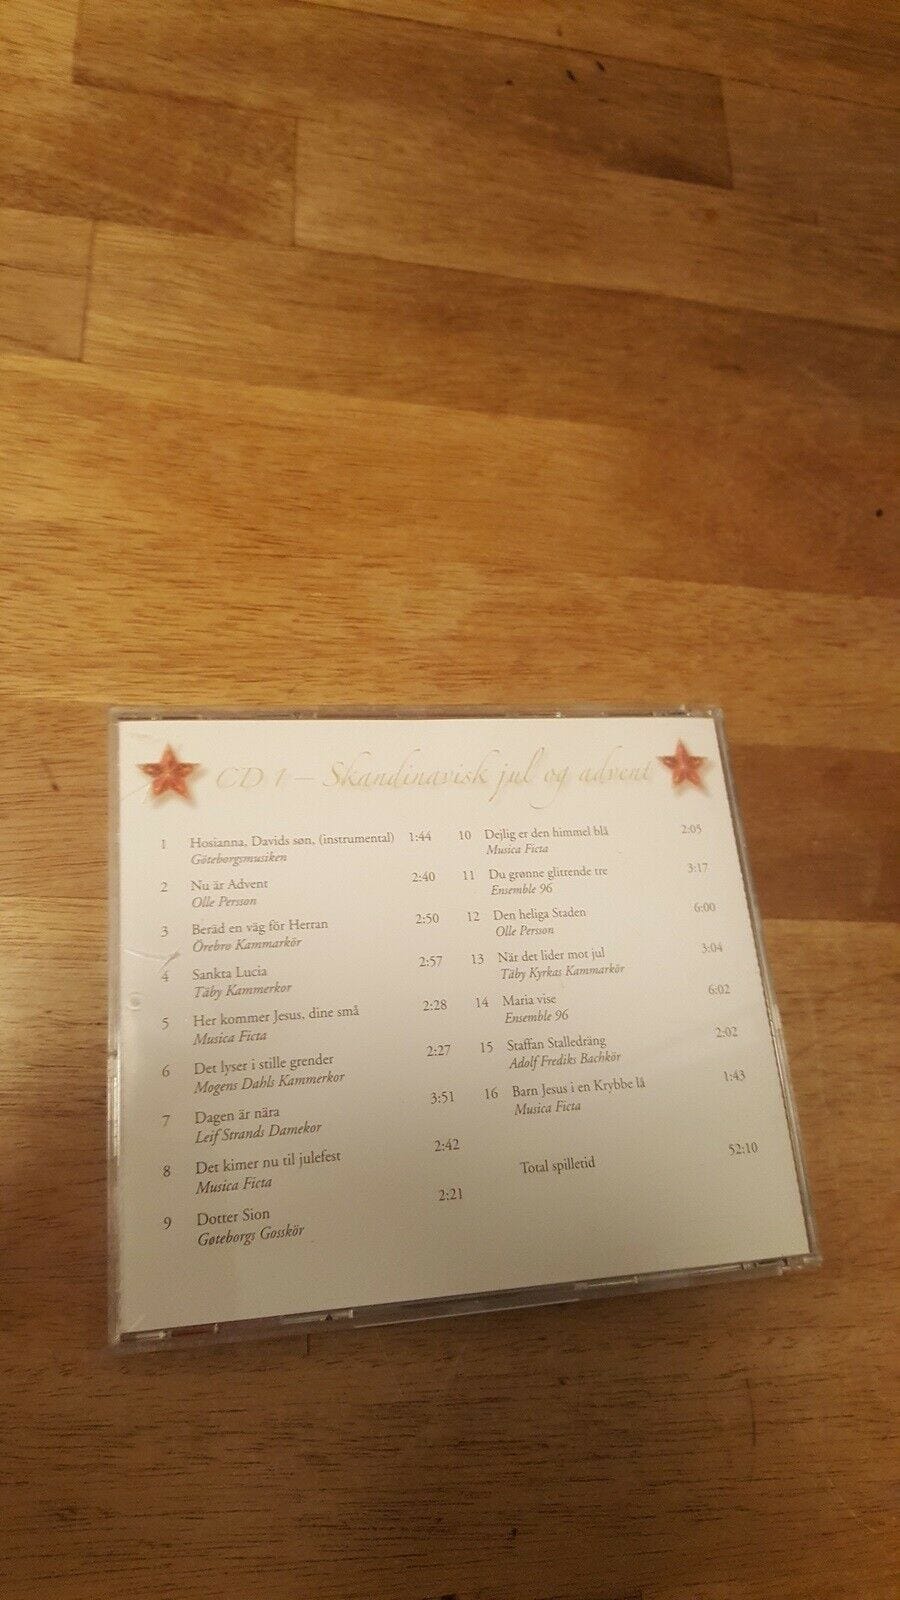 CD 1 – Skandinavisk jul og advent
1 Hosianna, Davids søn, (instrumental) 1:44
Göteborgsmusiken
2 Nu är Advent 2:40
Olle Persson
3 Beräd en väg för Herran 2:50
Örebro Kammarkör
4 Sankta Lucia 2:57
Täby Kammerkor
5 Her kommer Jesus, dine små 2:28
Musica Ficta
6 Det lyser i stille grender 2:27
Mogens Dahls Kammerkor
7 Dagen är nära 3:51
Leif Strands Damekor
8 Det kimer nu til julefest 2:42
Musica Ficta
9 Dotter Sion 2:21
Gøteborgs Gosskör
10 Dejlig er den himmel blå 2:05
Musica Ficta
11 Du grønne glittrende tre 3:17
Ensemble 96
12 Den heliga Staden 6:00
Olle Persson
13 När det lider mot jul 3:04
Täby Kyrkas Kammarkör
14 Maria vise 6:02
Ensemble 96
15 Staffan Stalledräng 2:02
Adolf Frediks Bachkör
16 Barn Jesus i en Krybbe lå 1:43
Musica Ficta
Total spilletid 52:10